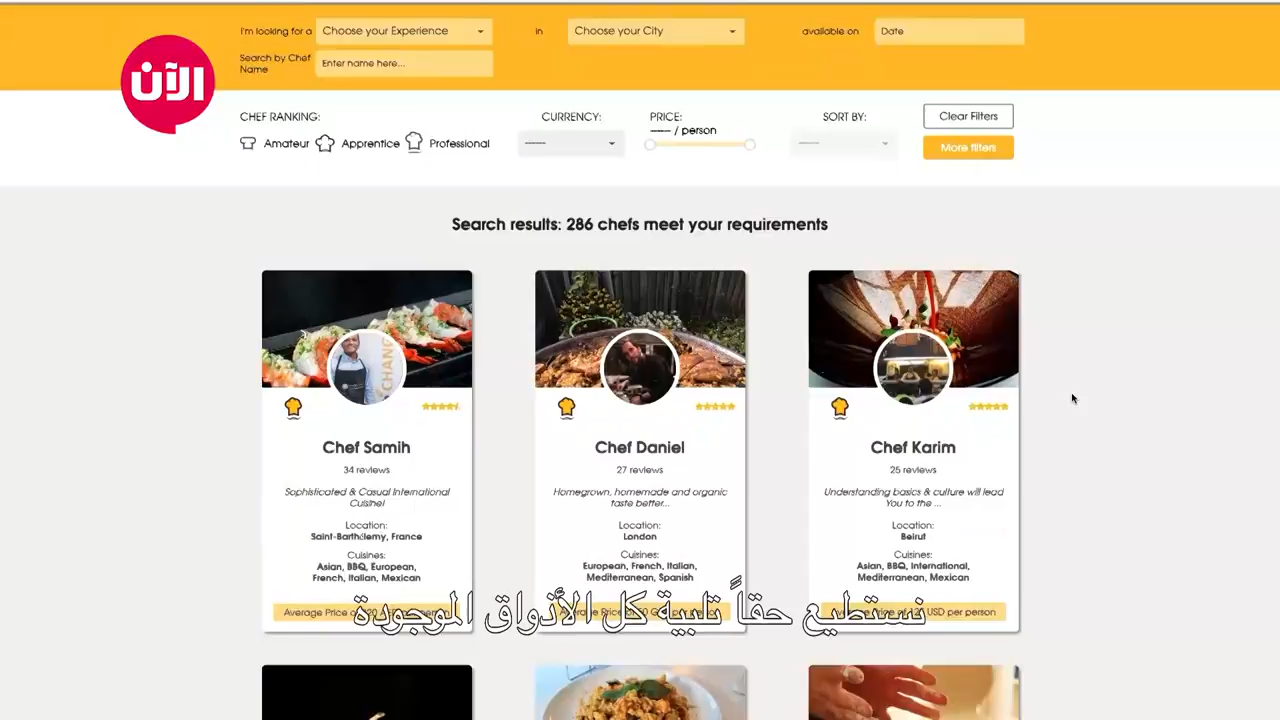 I'm looking for a
Choose your Experience
in
Choose your City
available on
Date
Search by Chef Name
Enter name here...
الآن
CHEF RANKING:
Amateur
Apprentice
Professional
CURRENCY:
PRICE:
/ person
SORT BY:
Clear Filters
More filters
Search results: 286 chefs meet your requirements
CHANG
Chef Samih
34 reviews
Sophisticated & Casual International
Cuisine!
Location:
Saint-Barthélemy, France
Cuisines:
Asian, BBQ, European,
French, Italian, Mexican
Average Price
Chef Daniel
27 reviews
Homegrown, homemade and organic
taste better...
Location:
London
Cuisines:
European, French, Italian,
Mediterranean, Spanish
Chef Karim
25 reviews
Understanding basics & culture will lead
You to the ...
Location:
Beirut
Cuisines:
Asian, BBQ, International,
Mediterranean, Mexican
USD per person
نستطيع حقاً تلبية كل الأذواق الموجودة